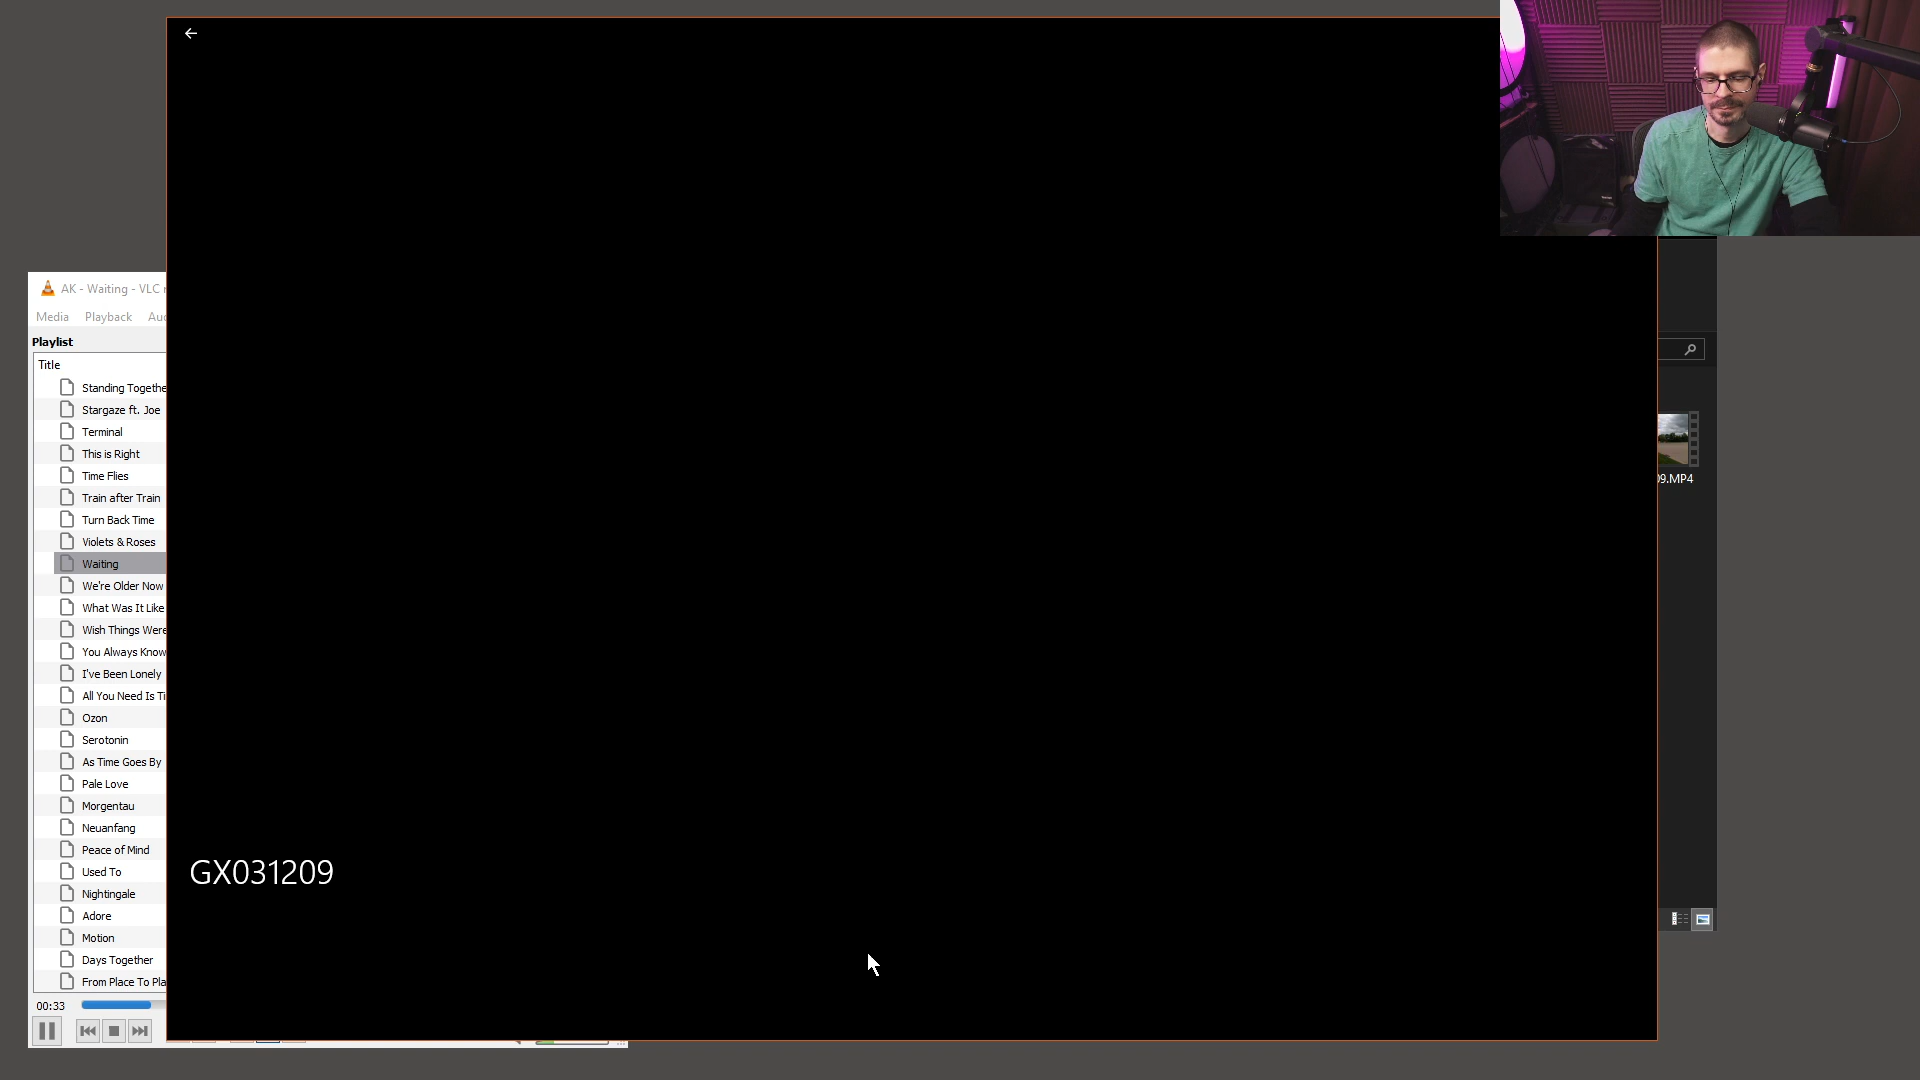 AK - Waiting - VLC
Media Playback
Playlist
Title
Standing Togethe
Stargaze ft. Joe
Terminal
This is Right
Time Flies
Train after Train
Turn Back Time
Violets & Roses
Waiting
We're Older Now
What Was It Like
Wish Things Were
You Always Know
I've Been Lonely
All You Need Is Ti
Ozon
Serotonin
As Time Goes By
Pale Love
Morgentau
Neuanfang
Peace of Mind
Used To
Nightingale
Adore
Motion
Days Together
From Place To Pla
00:33
GX031209
09.MP4